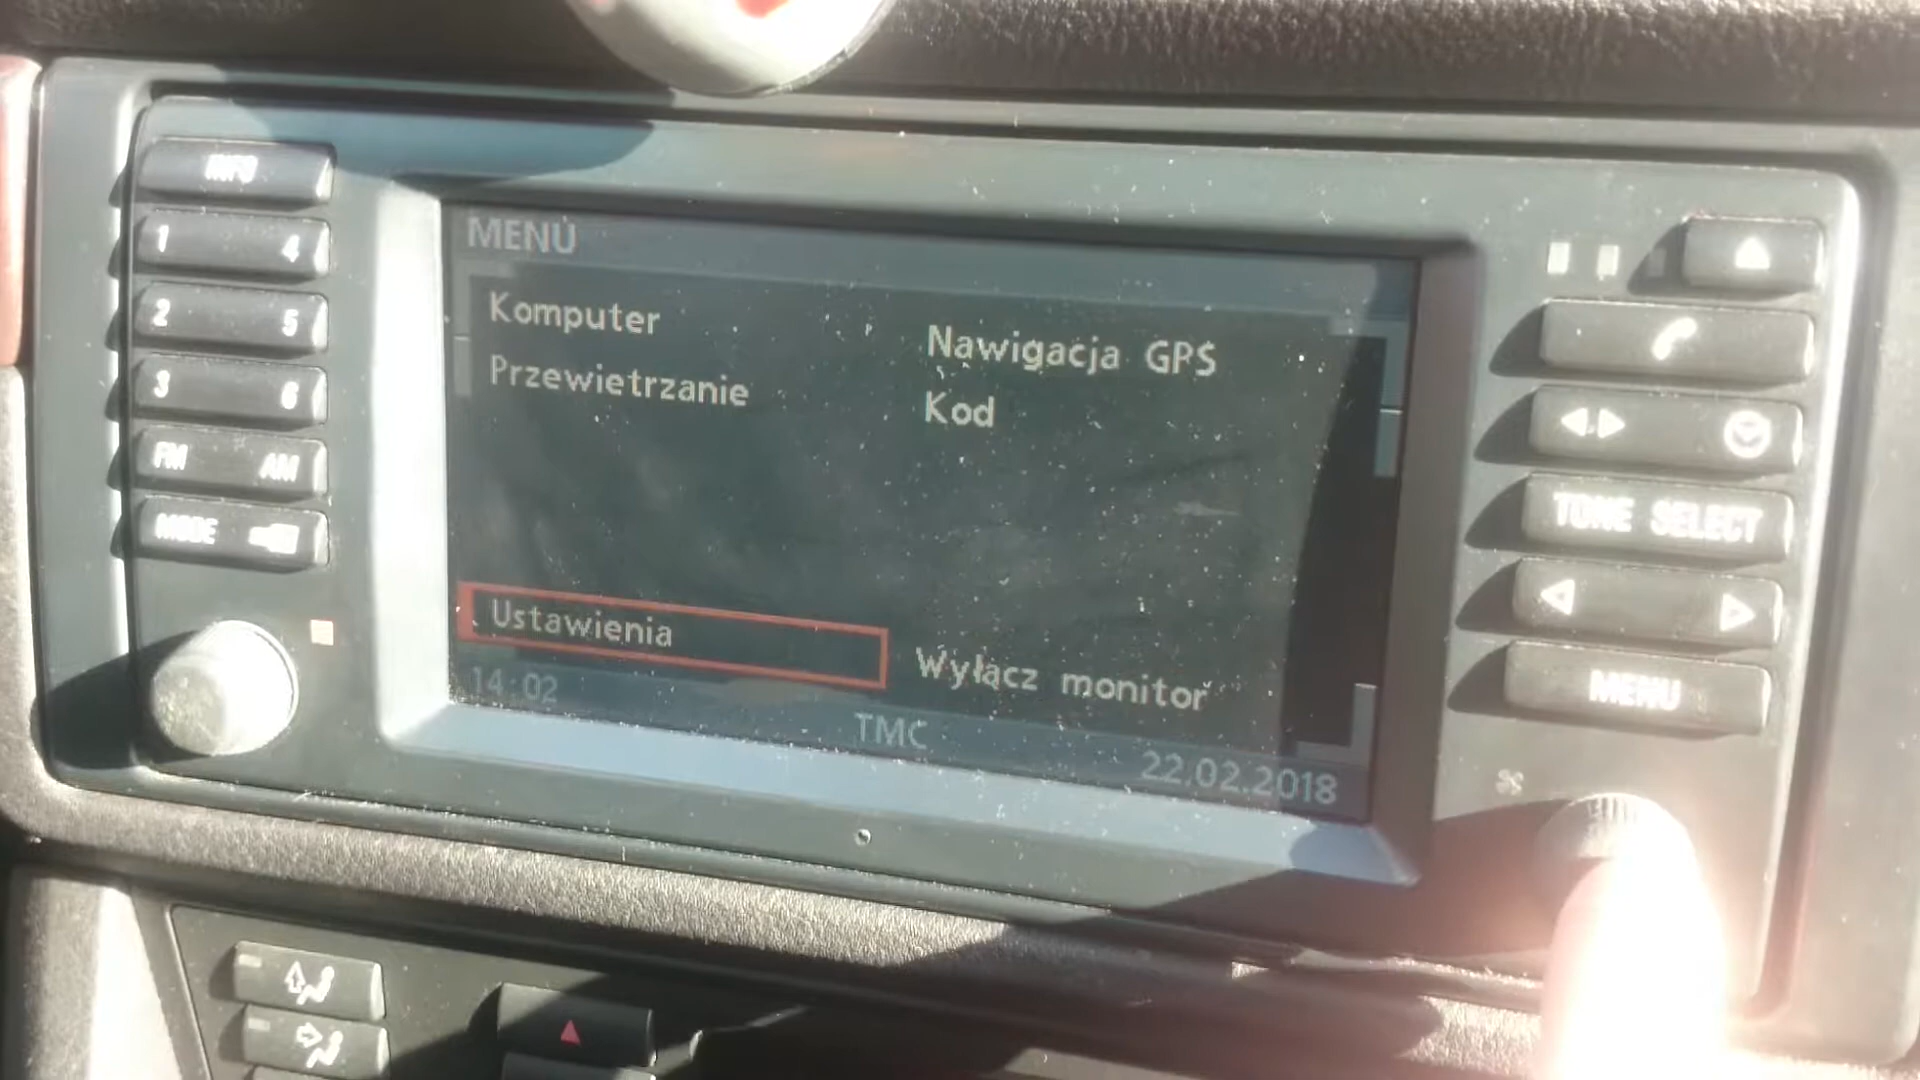 INFO
1 4
2 5
3 6
FM AM
MODE
MENU
Komputer
Przewietrzanie
Nawigacja GPS
Kod
Ustawienia
Wyłącz monitor
14:02
TMC
22.02.2018
TONE SELECT
MENU